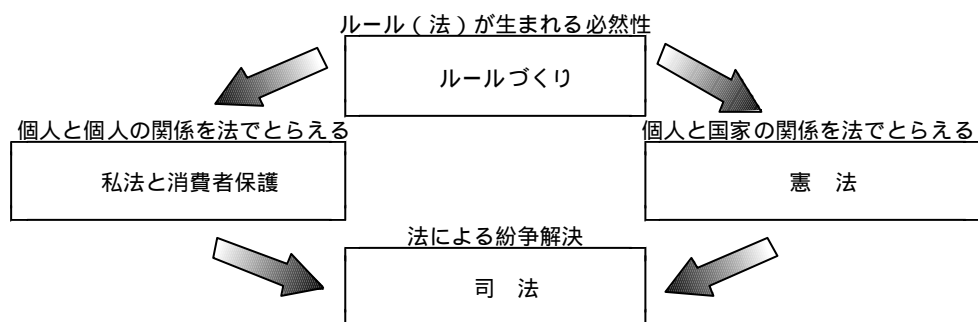 ルール（法）が生まれる必然性
ルールづくり
個人と個人の関係を法でとらえる
個人と国家の関係を法でとらえる
私法と消費者保護
憲　法
法による紛争解決
司　法